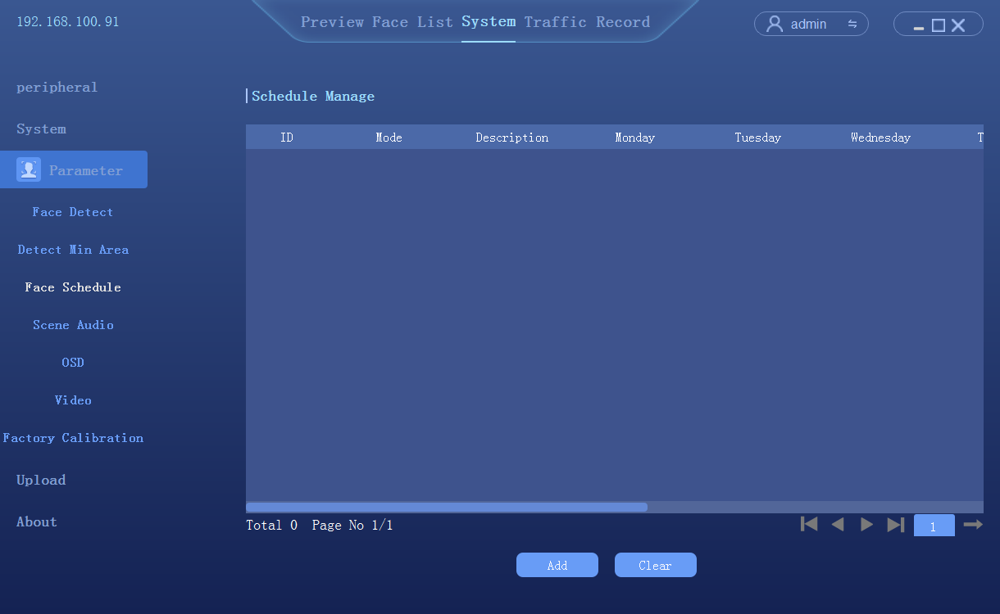 192.168.100.91
Preview Face List System Traffic Record
admin
peripheral
System
Parameter
Face Detect
Detect Min Area
Face Schedule
Scene Audio
OSD
Video
Factory Calibration
Upload
About
Schedule Manage
ID Mode Description Monday Tuesday Wednesday T
Total 0 Page No 1/1
1
Add Clear